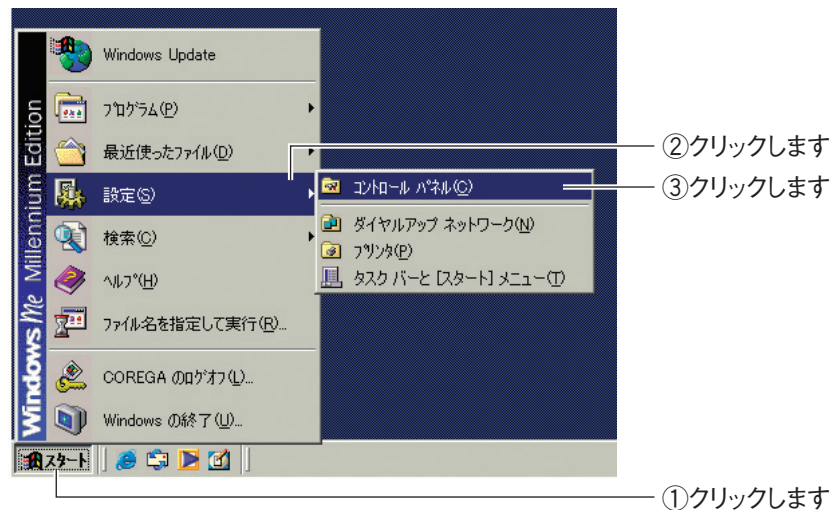 Windows Me Millennium Edition
Windows Update
ﾌﾟﾛｸﾞﾗﾑ(P)
最近使ったﾌｧｲﾙ(D)
設定(S)
検索(C)
ﾍﾙﾌﾟ(H)
ﾌｧｲﾙ名を指定して実行(R)...
COREGA のﾛｸﾞｵﾌ(L)...
Windows の終了(U)...
ｺﾝﾄﾛｰﾙ ﾊﾟﾈﾙ(C)
ダイヤルアップ ネットワーク(N)
ﾌﾟﾘﾝﾀ(P)
タスク バーと [スタート] メニュー(T)
スタート
②クリックします
③クリックします
①クリックします